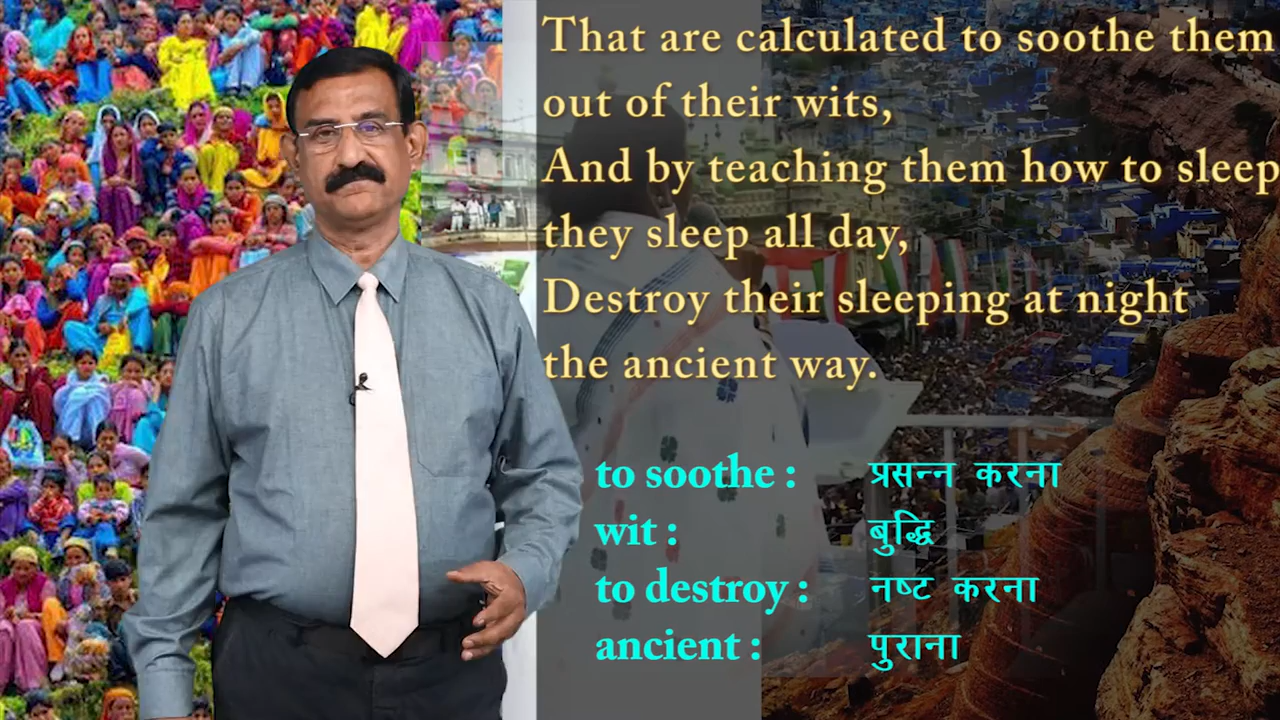 That are calculated to soothe them
out of their wits,
And by teaching them how to sleep
they sleep all day,
Destroy their sleeping at night
the ancient way.
to soothe : प्रसन्न करना
wit : बुद्धि
to destroy : नष्ट करना
ancient : पुराना